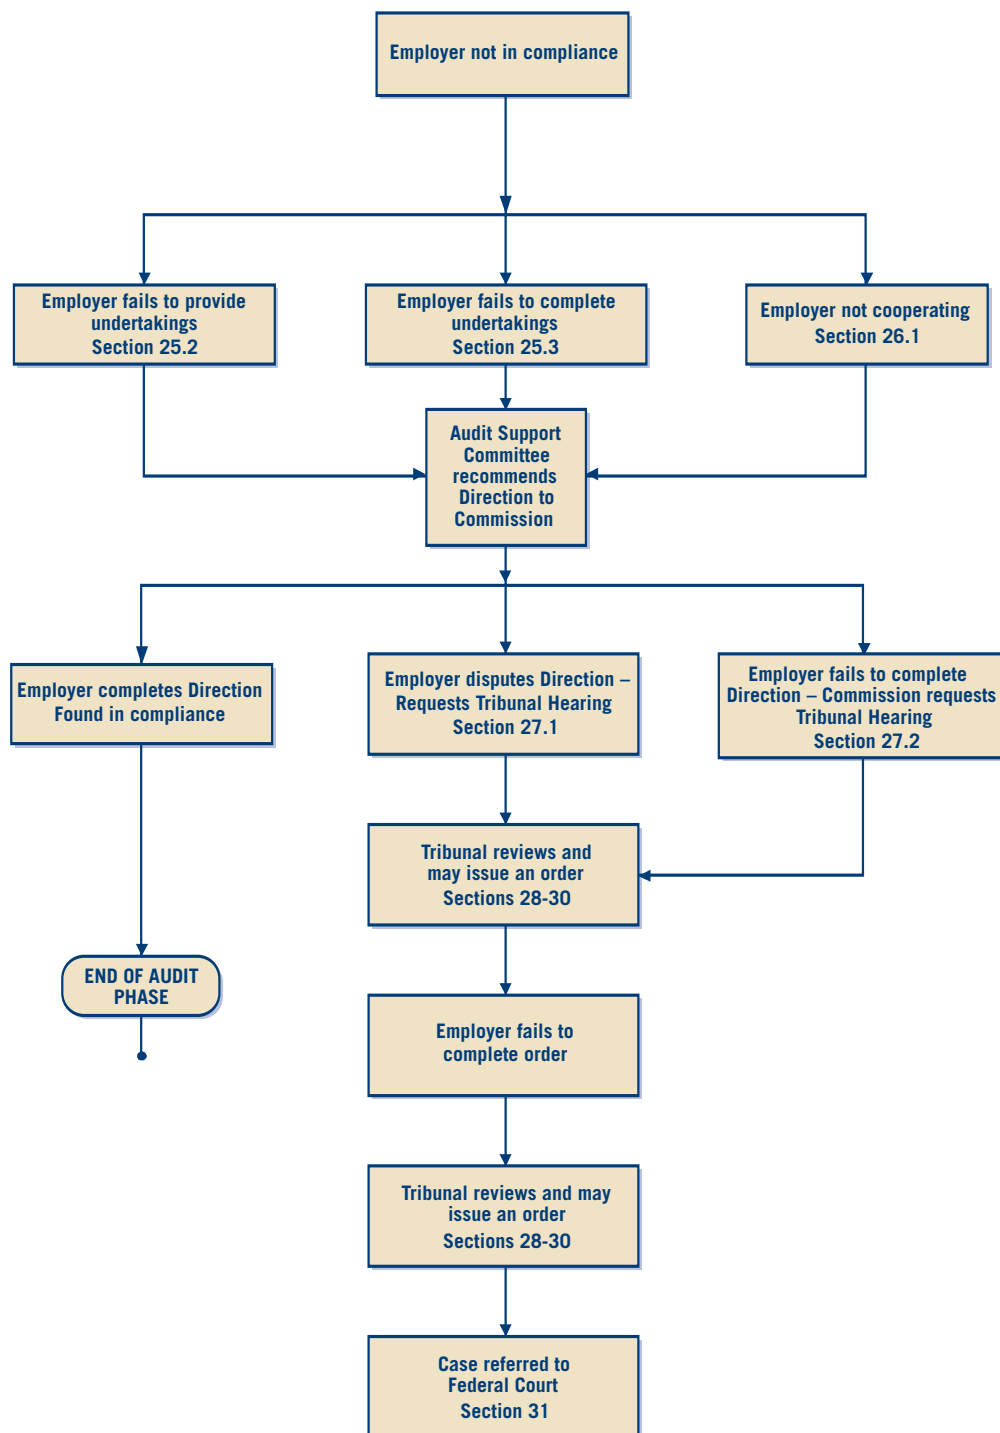 Employer not in compliance
Employer fails to provide
undertakings
Section 25.2
Employer fails to complete
undertakings
Section 25.3
Employer not cooperating
Section 26.1
Audit Support
Committee
recommends
Direction to
Commission
Employer completes Direction
Found in compliance
Employer disputes Direction –
Requests Tribunal Hearing
Section 27.1
Employer fails to complete
Direction – Commission requests
Tribunal Hearing
Section 27.2
Tribunal reviews and
may issue an order
Sections 28-30
END OF AUDIT
PHASE
Employer fails to
complete order
Tribunal reviews and may
issue an order
Sections 28-30
Case referred to
Federal Court
Section 31